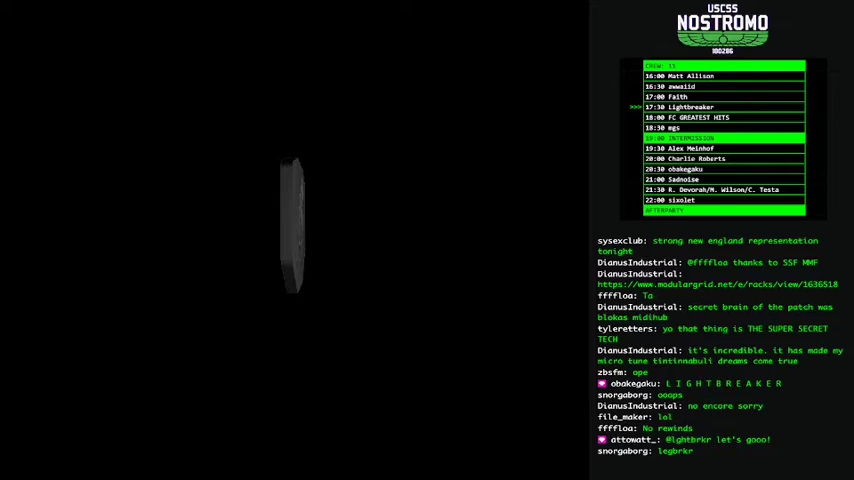 USCSS
NOSTROMO
180286
CREW: 11
16:00 Matt Allison
16:30 awwaiid
17:00 Faith
>>> 17:30 Lightbreaker
18:00 FC GREATEST HITS
18:30 mgs
19:00 INTERMISSION
19:30 Alex Meinhof
20:00 Charlie Roberts
20:30 obakegaku
21:00 Sadnoise
21:30 R. Devorah/M. Wilson/C. Testa
22:00 sixolet
AFTERPARTY
sysexclub: strong new england representation
tonight
DianusIndustrial: @fffffloa thanks to SSF MMF
DianusIndustrial:
https://www.modulargrid.net/e/racks/view/1636518
fffffloa: Ta
DianusIndustrial: secret brain of the patch was
blokas midihub
tyleretters: yo that thing is THE SUPER SECRET
TECH
DianusIndustrial: it's incredible. it has made my
micro tune tintinnabuli dreams come true
zbsfm: ope
obakegaku: L I G H T B R E A K E R
snorgaborg: ooops
DianusIndustrial: no encore sorry
file_maker: lol
fffffloa: No rewinds
attowatt_: @lghtbrkr let's gooo!
snorgaborg: legbrkr